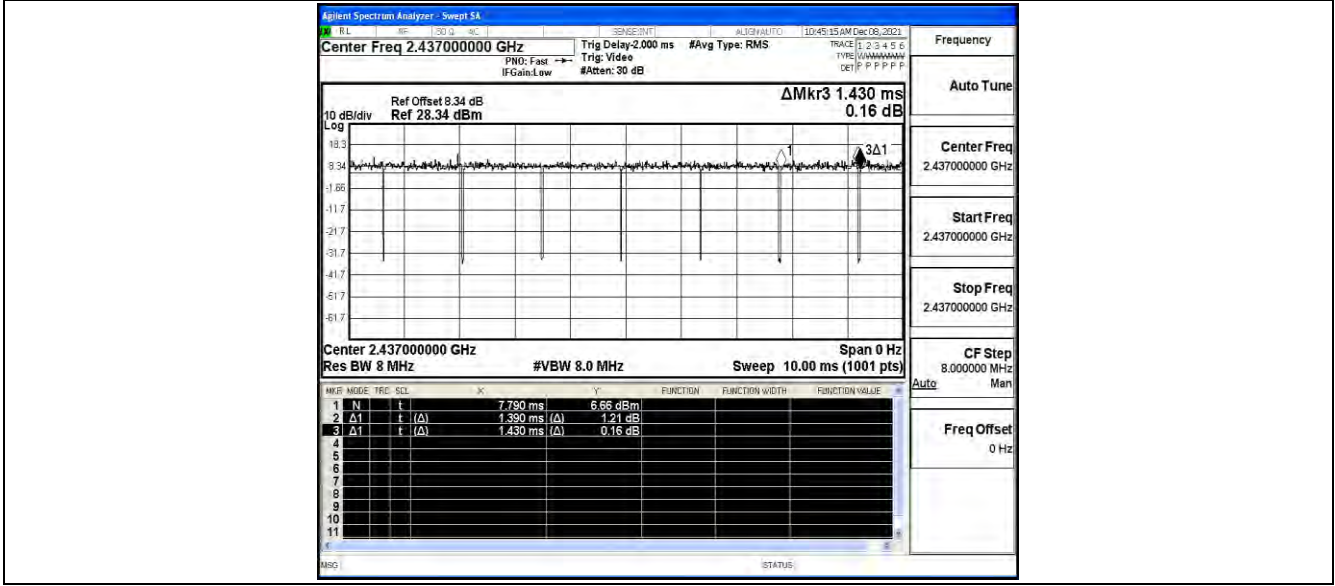 Agilent Spectrum Analyzer - Swept SA
RL RF 50 Ω AC SENSE:INT ALIGNAUTO 10:45:15 AM Dec 08, 2021
Center Freq 2.437000000 GHz
PNO: Fast
IFGain:Low
Trig Delay-2.000 ms
Trig: Video
#Atten: 30 dB
#Avg Type: RMS
TRACE 1 2 3 4 5 6
TYPE WWWWWW
DET P P P P P P
ΔMkr3 1.430 ms
0.16 dB
Ref Offset 8.34 dB
10 dB/div Ref 28.34 dBm
Log
18.3
8.34
-1.66
-11.7
-21.7
-31.7
-41.7
-51.7
-61.7
1
3Δ1
Center 2.437000000 GHz
Span 0 Hz
Res BW 8 MHz
#VBW 8.0 MHz
Sweep 10.00 ms (1001 pts)
MKR MODE TRC SCL X Y FUNCTION FUNCTION WIDTH FUNCTION VALUE
1 N t 7.790 ms 6.66 dBm
2 Δ1 t (Δ) 1.390 ms (Δ) 1.21 dB
3 Δ1 t (Δ) 1.430 ms (Δ) 0.16 dB
4
5
6
7
8
9
10
11
MSG
STATUS
Frequency
Auto Tune
Center Freq
2.437000000 GHz
Start Freq
2.437000000 GHz
Stop Freq
2.437000000 GHz
CF Step
8.000000 MHz
Auto Man
Freq Offset
0 Hz